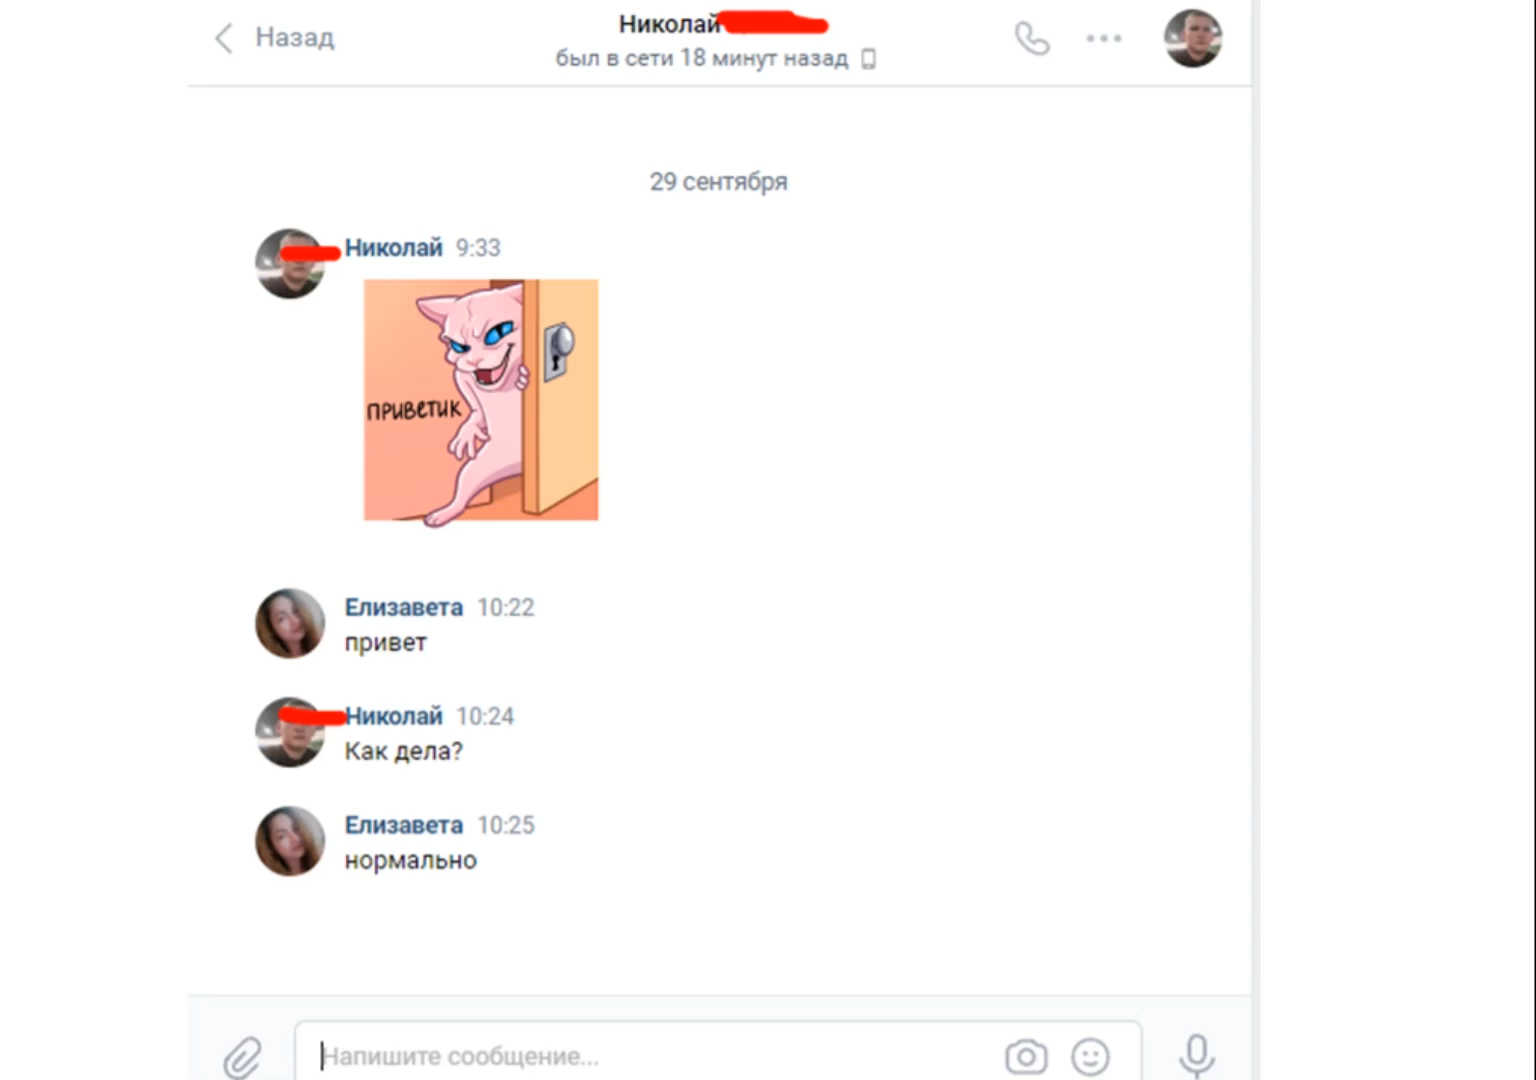 Назад
Николай
был в сети 18 минут назад
29 сентября
Николай 9:33
ПРИВЕТИК
Елизавета 10:22
привет
Николай 10:24
Как дела?
Елизавета 10:25
нормально
Напишите сообщение...